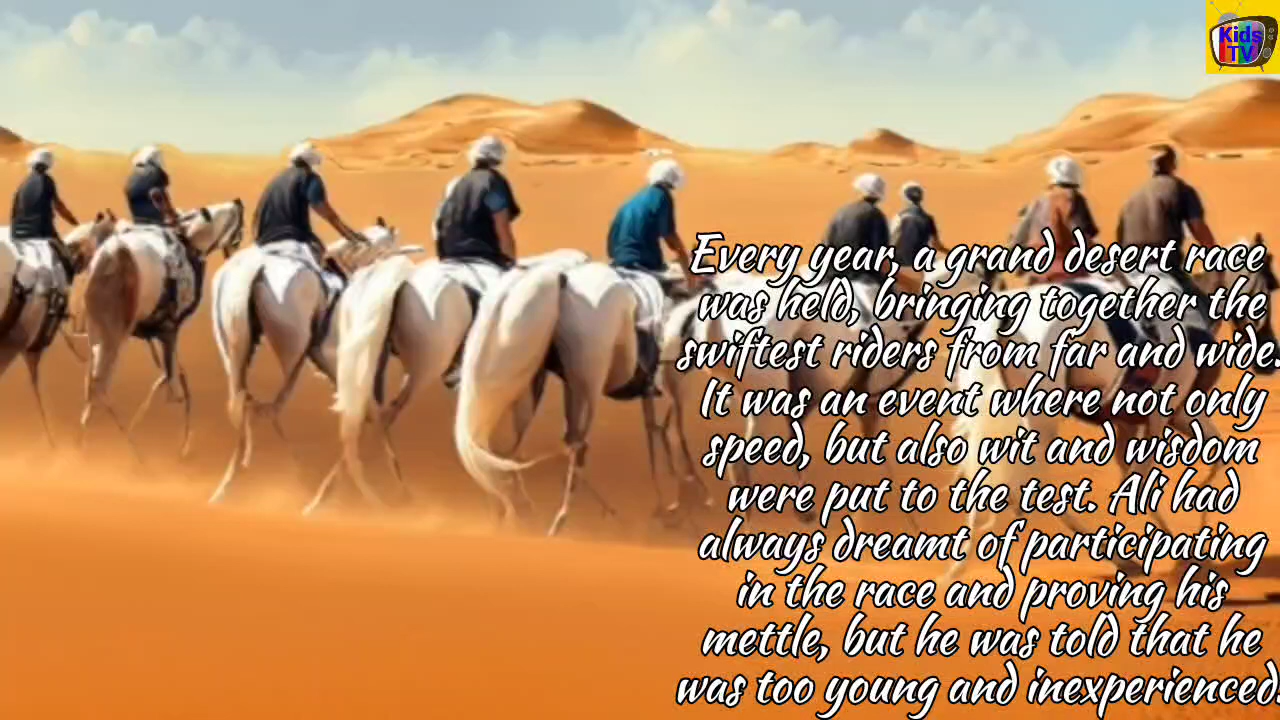 Kids
TV
Every year, a grand desert race
was held, bringing together the
swiftest riders from far and wide.
It was an event where not only
speed, but also wit and wisdom
were put to the test. Ali had
always dreamt of participating
in the race and proving his
mettle, but he was told that he
was too young and inexperienced.